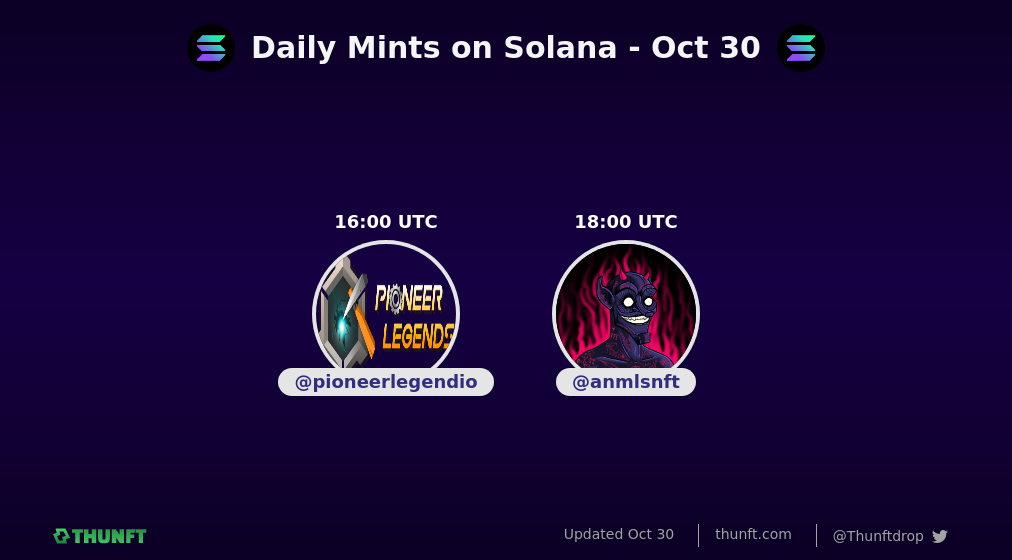 Daily Mints on Solana - Oct 30
16:00 UTC
18:00 UTC
PIONEER
LEGENDS
@pioneerlegendio
@anmlsnft
THUNFT
Updated Oct 30
thunft.com
@Thunftdrop